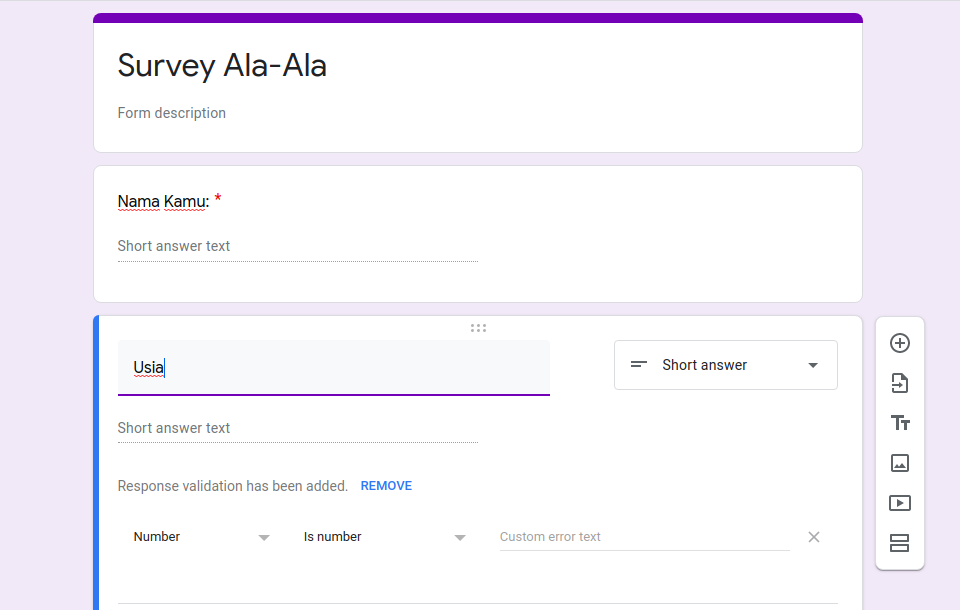 Survey Ala-Ala
Form description
Nama Kamu: *
Short answer text
Usia
Short answer
Short answer text
Response validation has been added. REMOVE
Number Is number Custom error text